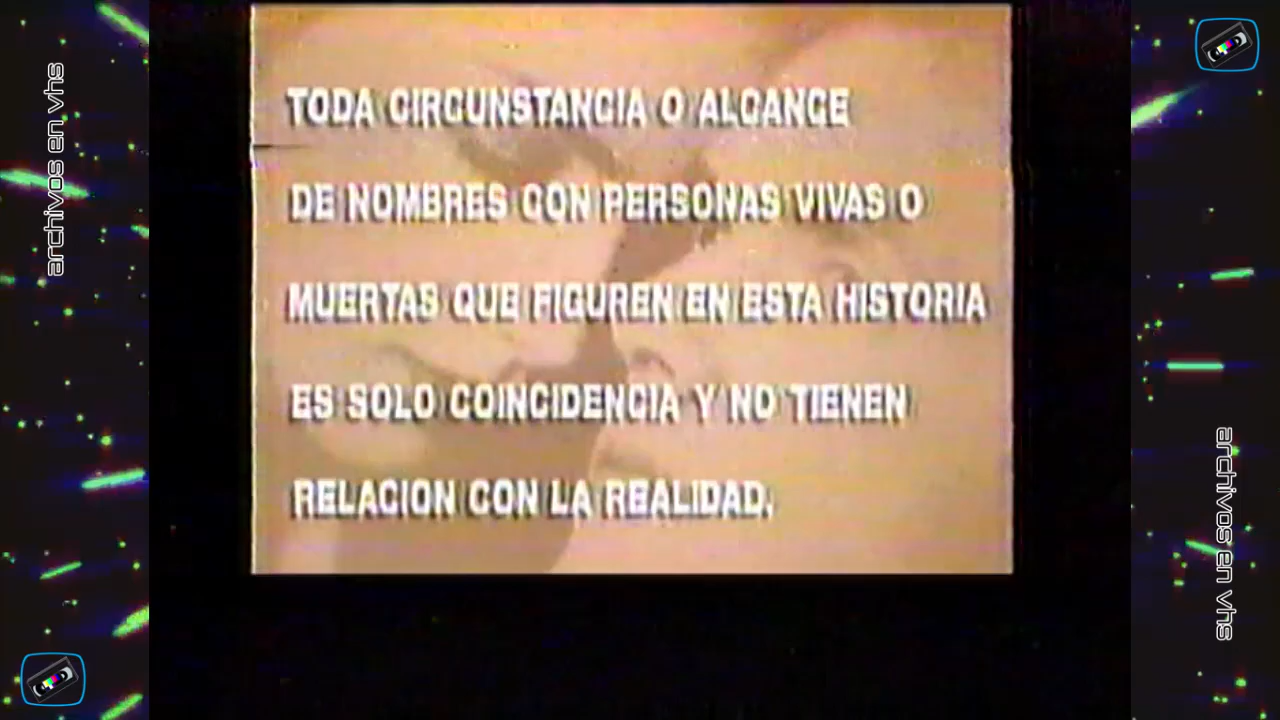 archivos en vhs
TODA CIRCUNSTANCIA O ALCANCE
DE NOMBRES CON PERSONAS VIVAS O
MUERTAS QUE FIGUREN EN ESTA HISTORIA
ES SOLO COINCIDENCIA Y NO TIENEN
RELACION CON LA REALIDAD.
archivos en vhs